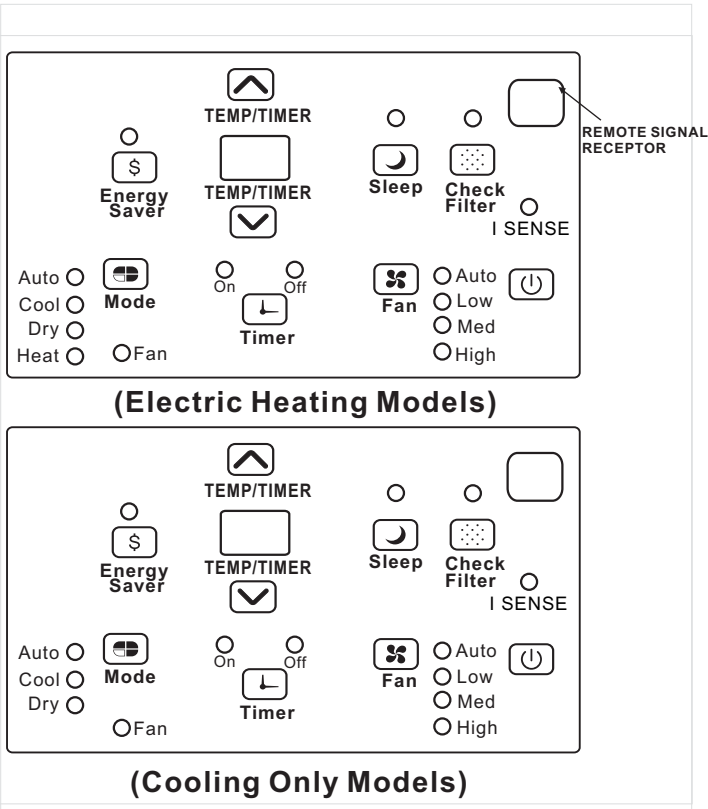 TEMP/TIMER
REMOTE SIGNAL
RECEPTOR
$
Energy
Saver
TEMP/TIMER
Sleep
Check
Filter
I SENSE
Auto
Cool
Dry
Heat
Mode
Fan
On
Off
Timer
Fan
Auto
Low
Med
High
(Electric Heating Models)
TEMP/TIMER
$
Energy
Saver
TEMP/TIMER
Sleep
Check
Filter
I SENSE
Auto
Cool
Dry
Mode
Fan
On
Off
Timer
Fan
Auto
Low
Med
High
(Cooling Only Models)